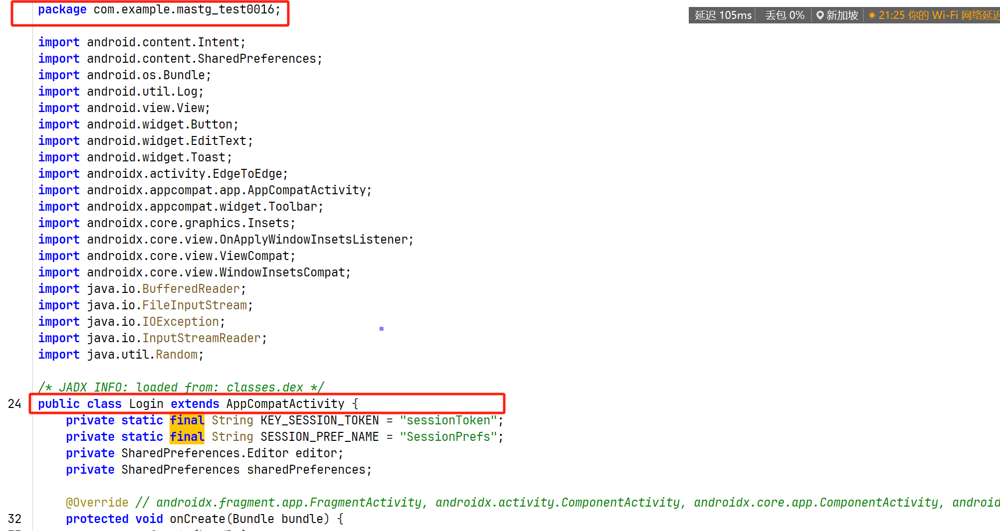 package com.example.mastg_test0016;
延迟 105ms 丢包 0% 新加坡 21:25 你的 Wi-Fi 网络延迟
import android.content.Intent;
import android.content.SharedPreferences;
import android.os.Bundle;
import android.util.Log;
import android.view.View;
import android.widget.Button;
import android.widget.EditText;
import android.widget.Toast;
import androidx.activity.EdgeToEdge;
import androidx.appcompat.app.AppCompatActivity;
import androidx.appcompat.widget.Toolbar;
import androidx.core.graphics.Insets;
import androidx.core.view.OnApplyWindowInsetsListener;
import androidx.core.view.ViewCompat;
import androidx.core.view.WindowInsetsCompat;
import java.io.BufferedReader;
import java.io.FileInputStream;
import java.io.IOException;
import java.io.InputStreamReader;
import java.util.Random;
/* JADX INFO: loaded from: classes.dex */
24 public class Login extends AppCompatActivity {
private static final String KEY_SESSION_TOKEN = "sessionToken";
private static final String SESSION_PREF_NAME = "SessionPrefs";
private SharedPreferences.Editor editor;
private SharedPreferences sharedPreferences;
@Override // androidx.fragment.app.FragmentActivity, androidx.activity.ComponentActivity, androidx.core.app.ComponentActivity, android
32 protected void onCreate(Bundle bundle) {